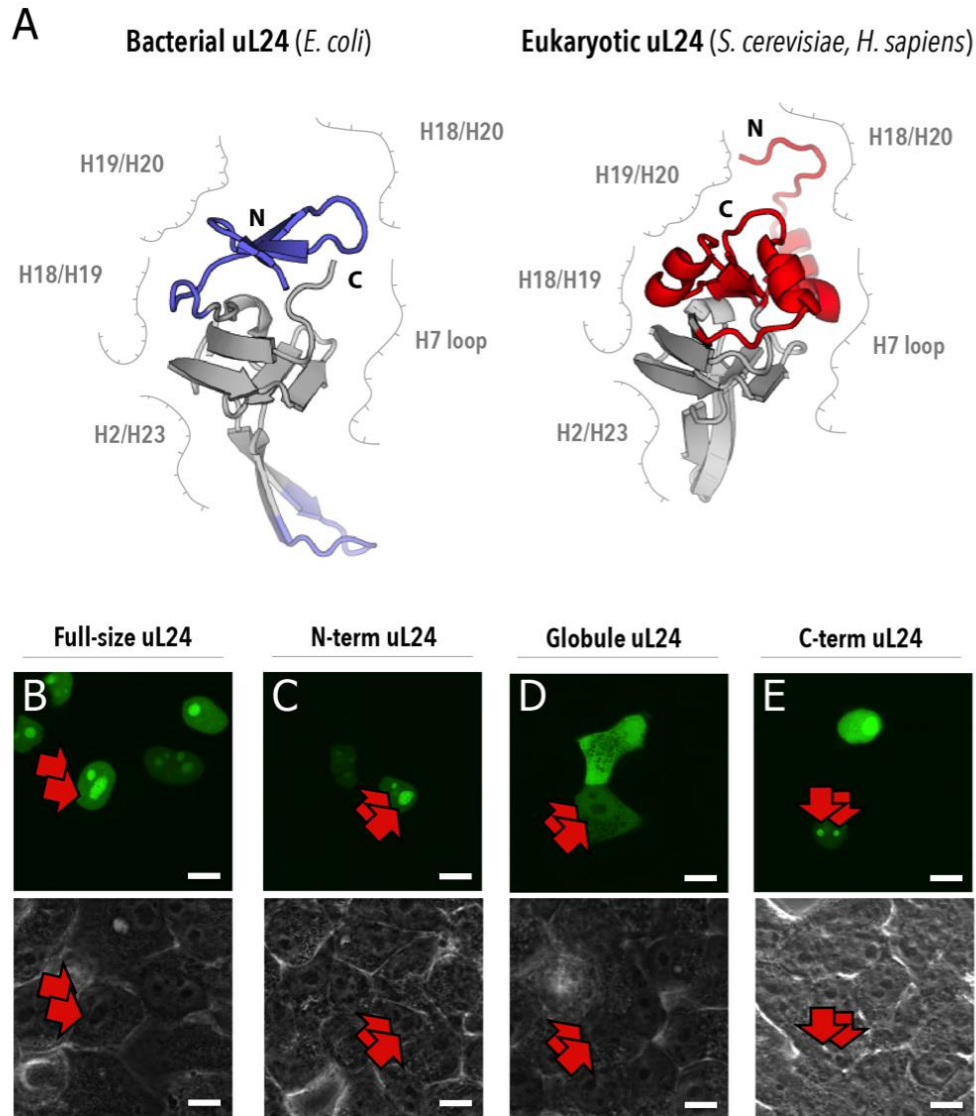 A
Bacterial uL24 (E. coli)
Eukaryotic uL24 (S. cerevisiae, H. sapiens)
H19/H20
H18/H20
N
C
H18/H19
H7 loop
H2/H23
N
H18/H20
H19/H20
C
H18/H19
H7 loop
H2/H23
Full-size uL24
N-term uL24
Globule uL24
C-term uL24
B
C
D
E